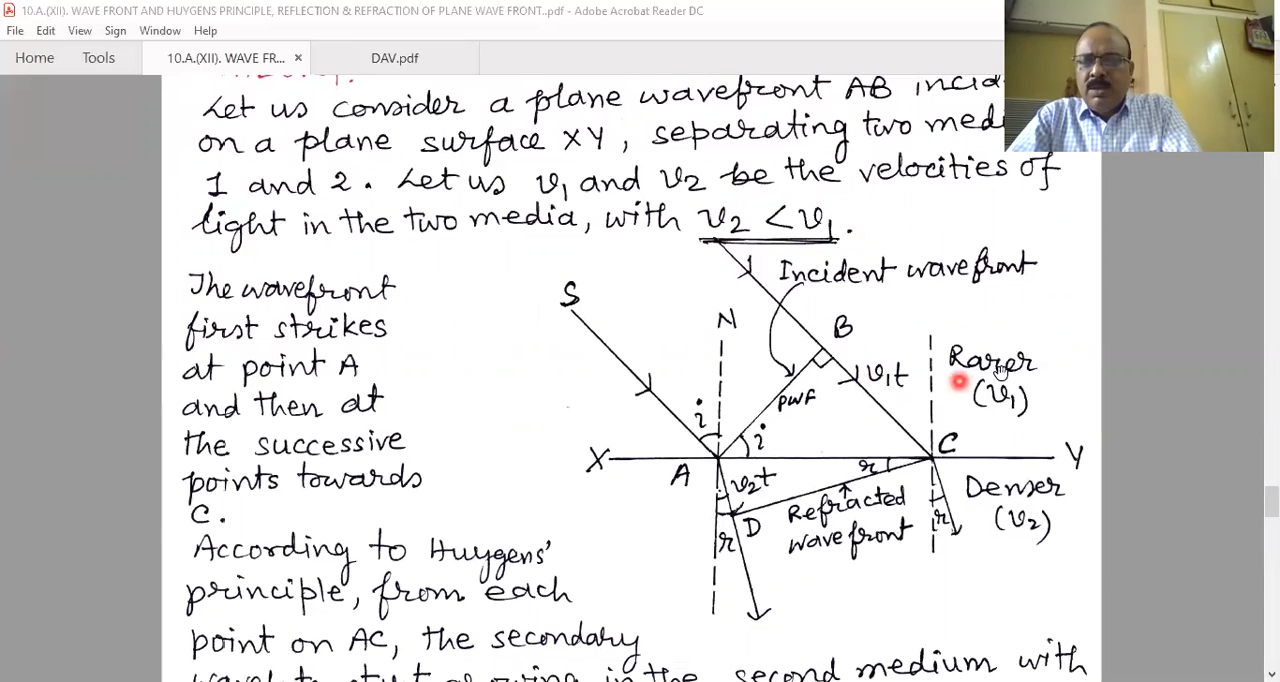 10.A.(XII). WAVE FRONT AND HUYGENS PRINCIPLE, REFLECTION & REFRACTION OF PLANE WAVE FRONT..pdf - Adobe Acrobat Reader DC
File Edit View Sign Window Help
Home Tools 10.A.(XII). WAVE FR... × DAV.pdf
Let us consider a plane wavefront AB incid
on a plane surface XY, separating two med
1 and 2. Let us v1 and v2 be the velocities of
light in the two media, with v2 < v1.
The wavefront
first strikes
at point A
and then at
the successive
points towards
C.
According to Huygens'
principle, from each
point on AC, the secondary
in the second medium with
Incident wavefront
S
N
B
Rarer
(v1)
v1t
PWF
i
i
X
A
C
Y
r
v2t
D
Refracted
wavefront
Denser
(v2)
r
r